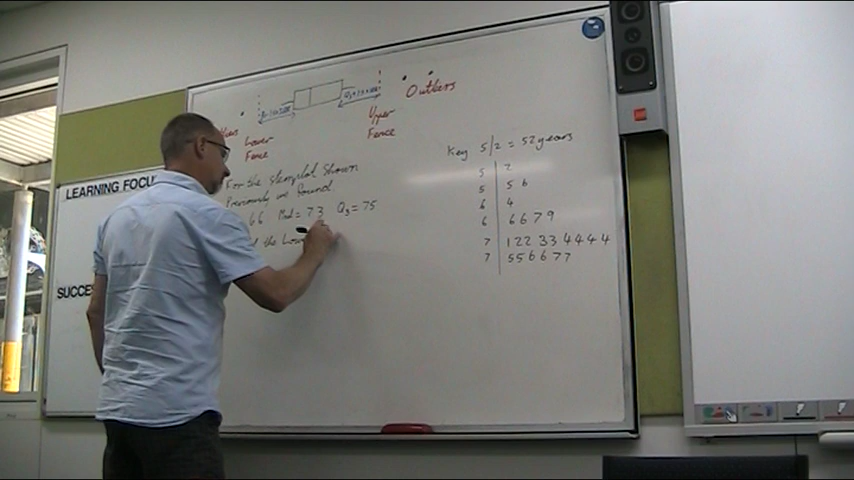 LEARNING FOCU
SUCCE
Outliers
Lower
Fence
Upper
Fence
For the stemplot shown
Previously we found
66 Med = 73 Q3 = 75
the Low
Key 5/2 = 52 years
5 | 2
5 | 5 6
6 | 4
6 | 6 6 7 9
7 | 1 2 2 3 3 4 4 4 4
7 | 5 5 6 6 7 7